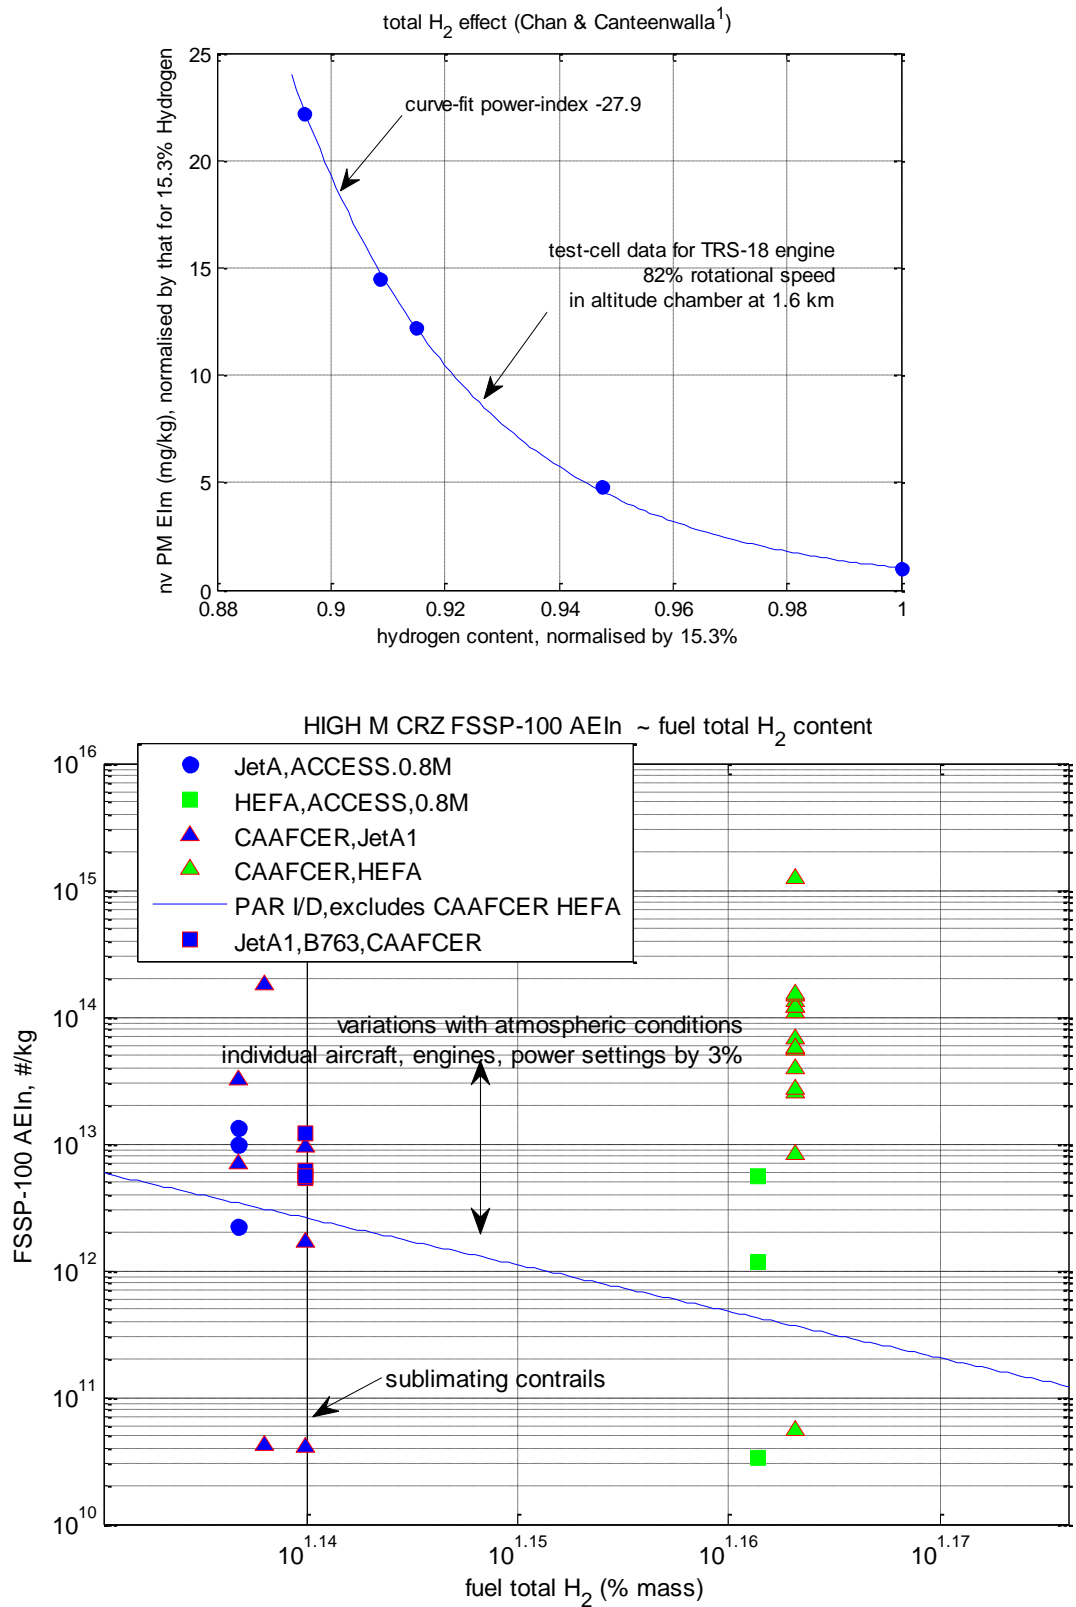 total H2 effect (Chan & Canteenwalla1)
25
20
15
10
5
0
nv PM EIm (mg/kg), normalised by that for 15.3% Hydrogen
curve-fit power-index -27.9
test-cell data for TRS-18 engine
82% rotational speed
in altitude chamber at 1.6 km
0.88 0.9 0.92 0.94 0.96 0.98 1
hydrogen content, normalised by 15.3%
HIGH M CRZ FSSP-100 AEIn ~ fuel total H2 content
JetA,ACCESS.0.8M
HEFA,ACCESS,0.8M
CAAFCER,JetA1
CAAFCER,HEFA
PAR I/D,excludes CAAFCER HEFA
JetA1,B763,CAAFCER
10^16
10^15
10^14
10^13
10^12
10^11
10^10
FSSP-100 AEIn, #/kg
variations with atmospheric conditions
individual aircraft, engines, power settings by 3%
sublimating contrails
10^1.14 10^1.15 10^1.16 10^1.17
fuel total H2 (% mass)